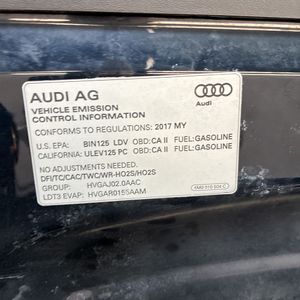 AUDI AG
Audi
VEHICLE EMISSION
CONTROL INFORMATION
CONFORMS TO REGULATIONS: 2017 MY
U.S. EPA: BIN125 LDV OBD:CA II FUEL:GASOLINE
CALIFORNIA: ULEV125 PC OBD:CA II FUEL:GASOLINE
NO ADJUSTMENTS NEEDED.
DFI/TC/CAC/TWC/WR-HO2S/HO2S
GROUP: HVGAJ02.0AAC
LDT3 EVAP: HVGAR0155AAM